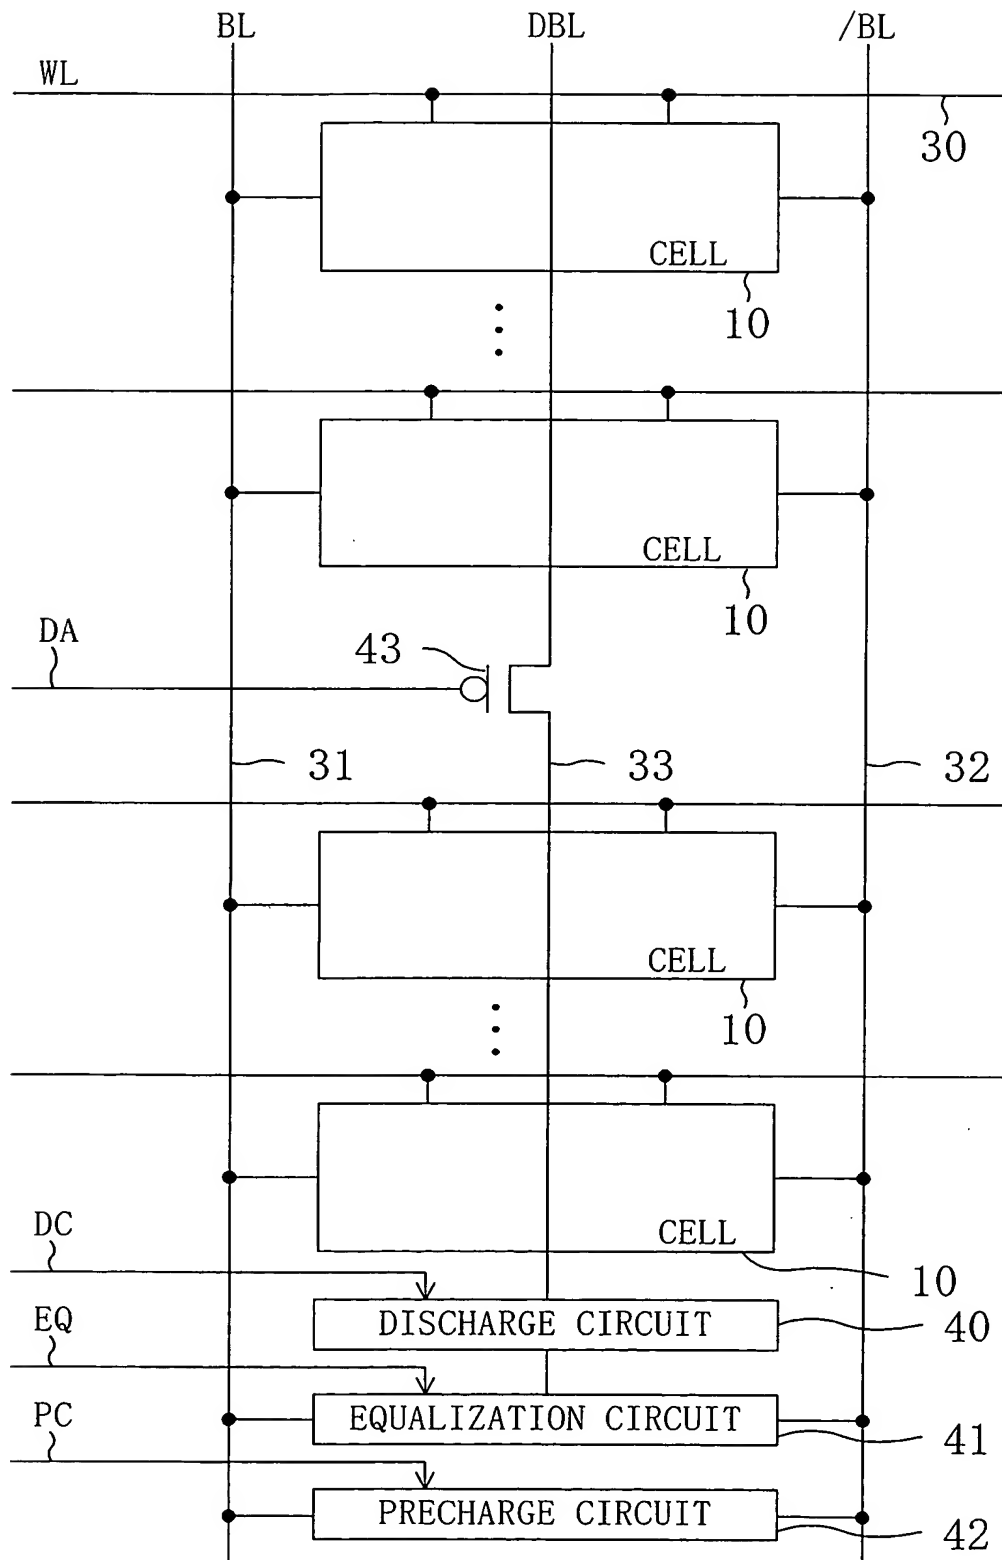 BL DBL /BL
WL
30
CELL
10
CELL
10
DA
43
31 33 32
CELL
10
CELL
10
DC
DISCHARGE CIRCUIT 40
EQ
EQUALIZATION CIRCUIT 41
PC
PRECHARGE CIRCUIT 42